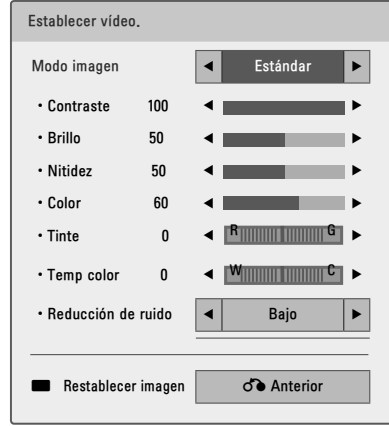 Establecer vídeo.
Modo imagen ◀ Estándar ▶
• Contraste 100
• Brillo 50
• Nitidez 50
• Color 60
• Tinte 0 R G
• Temp color 0 W C
• Reducción de ruido ◀ Bajo ▶
Restablecer imagen Anterior